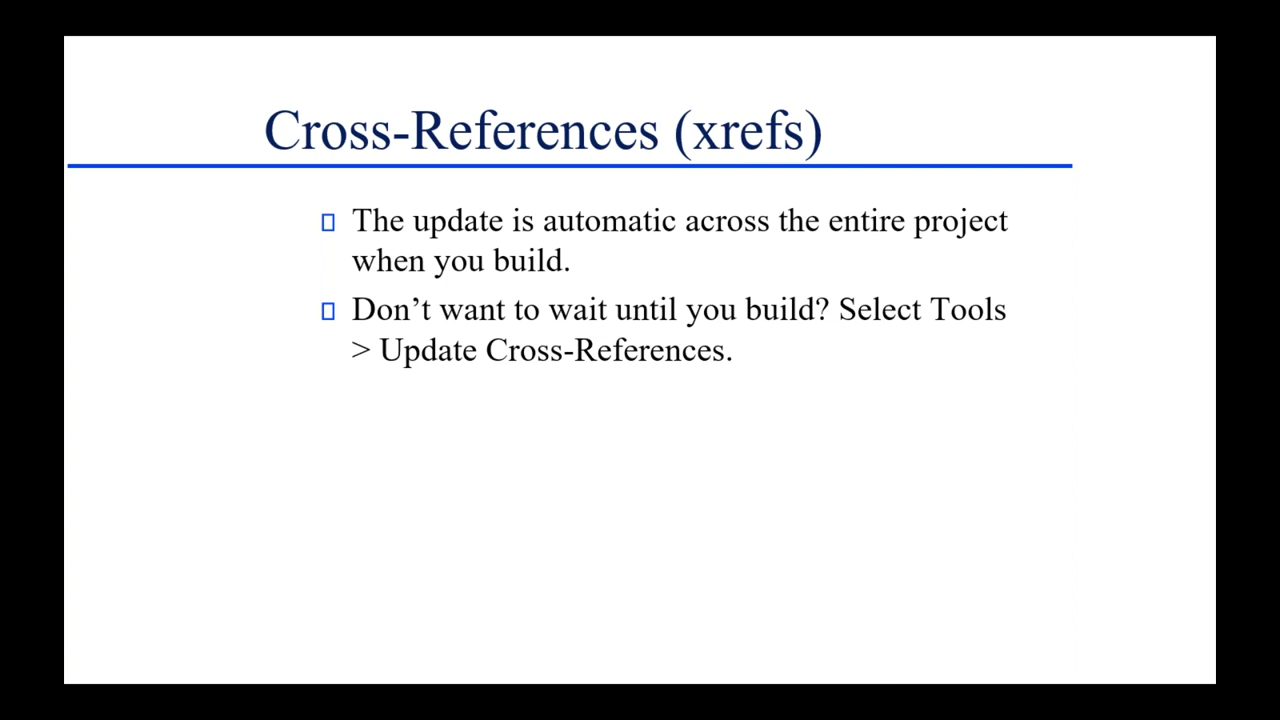 Cross-References (xrefs)
The update is automatic across the entire project
when you build.
Don’t want to wait until you build? Select Tools
> Update Cross-References.